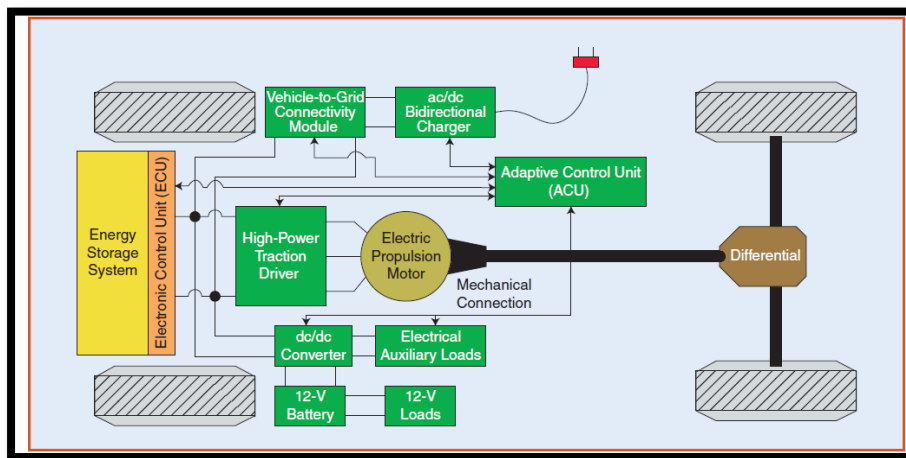 Vehicle-to-Grid
Connectivity
Module
ac/dc
Bidirectional
Charger
Adaptive Control Unit
(ACU)
Energy
Storage
System
Electronic Control Unit (ECU)
High-Power
Traction
Driver
Electric
Propulsion
Motor
Mechanical
Connection
Differential
dc/dc
Converter
Electrical
Auxiliary Loads
12-V
Battery
12-V
Loads